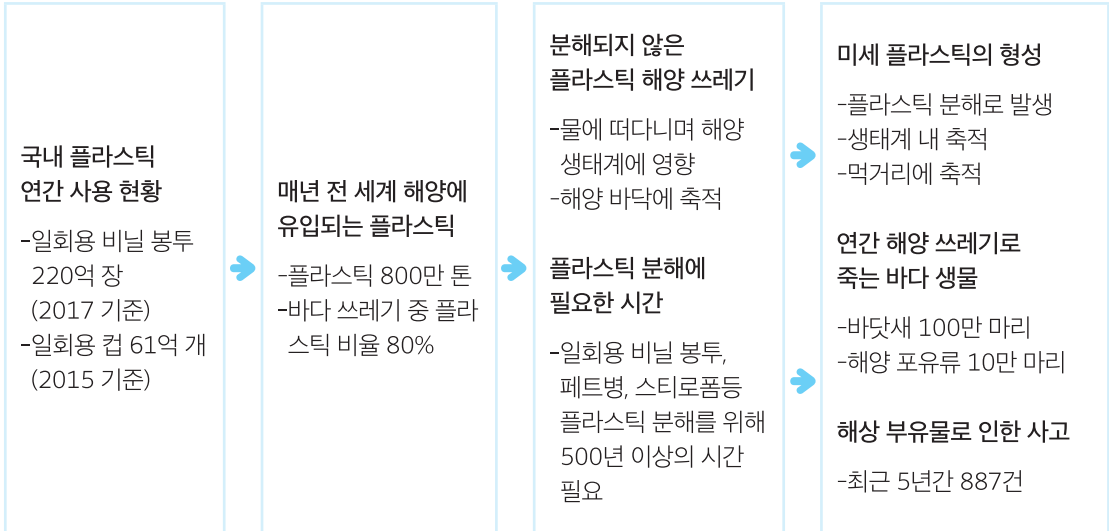 국내 플라스틱
연간 사용 현황
-일회용 비닐 봉투
220억 장
(2017 기준)
-일회용 컵 61억 개
(2015 기준)
매년 전 세계 해양에
유입되는 플라스틱
-플라스틱 800만 톤
-바다 쓰레기 중 플라
스틱 비율 80%
분해되지 않은
플라스틱 해양 쓰레기
-물에 떠다니며 해양
생태계에 영향
-해양 바닥에 축적
플라스틱 분해에
필요한 시간
-일회용 비닐 봉투,
페트병, 스티로폼등
플라스틱 분해를 위해
500년 이상의 시간
필요
미세 플라스틱의 형성
-플라스틱 분해로 발생
-생태계 내 축적
-먹거리에 축적
연간 해양 쓰레기로
죽는 바다 생물
-바닷새 100만 마리
-해양 포유류 10만 마리
해상 부유물로 인한 사고
-최근 5년간 887건